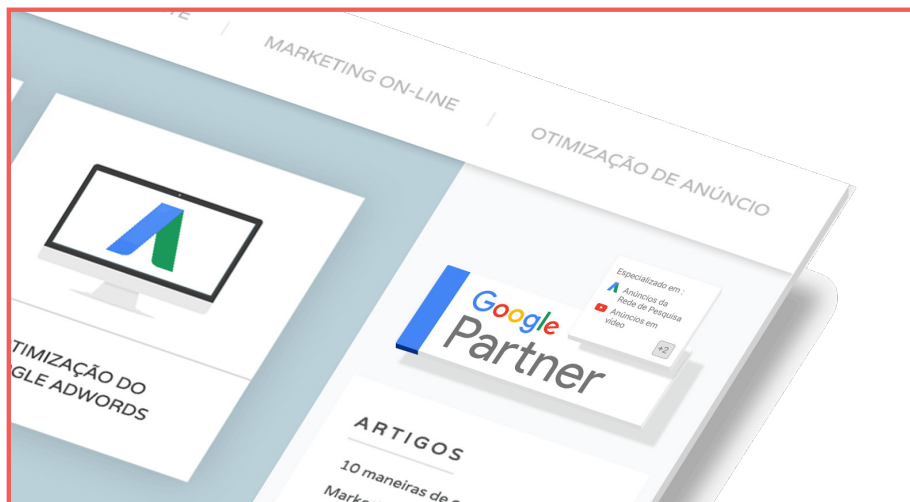 MARKETING ON-LINE
OTIMIZAÇÃO DE ANÚNCIO
TIMIZAÇÃO DO
GLE ADWORDS
Google
Partner
Especializado em :
Anúncios da
Rede de Pesquisa
Anúncios em
vídeo
+2
ARTIGOS
10 maneiras de